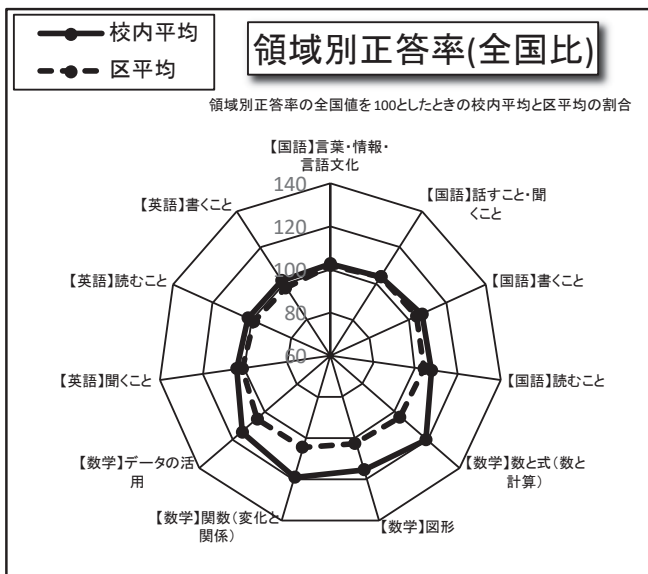 校内平均
区平均
領域別正答率(全国比)
領域別正答率の全国値を100としたときの校内平均と区平均の割合
【国語】言葉・情報・
言語文化
【国語】話すこと・聞
くこと
【国語】書くこと
【国語】読むこと
【数学】数と式(数と
計算)
【数学】図形
【数学】関数(変化と
関係)
【数学】データの活
用
【英語】聞くこと
【英語】読むこと
【英語】書くこと
140
120
100
80
60